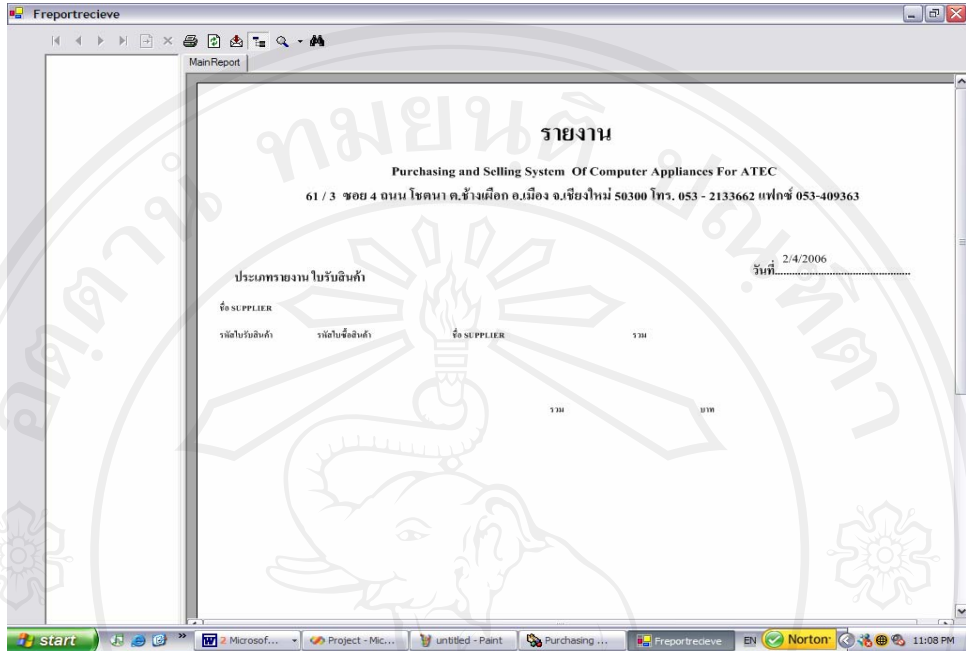 Freportrecieve
MainReport
รายงาน
Purchasing and Selling System Of Computer Appliances For ATEC
61 / 3 ซอย 4 ถนน โชตนา ต.ช้างเผือก อ.เมือง จ.เชียงใหม่ 50300 โทร. 053 - 2133662 แฟกซ์ 053-409363
วันที่ 2/4/2006
ประเภทรายงาน ใบรับสินค้า
ชื่อ SUPPLIER
รหัสใบรับสินค้า รหัสใบซื้อสินค้า ชื่อ SUPPLIER รวม
รวม บาท
start 2 Microsof... Project - Mic... untitled - Paint Purchasing ... Freportrecieve EN Norton 11:08 PM